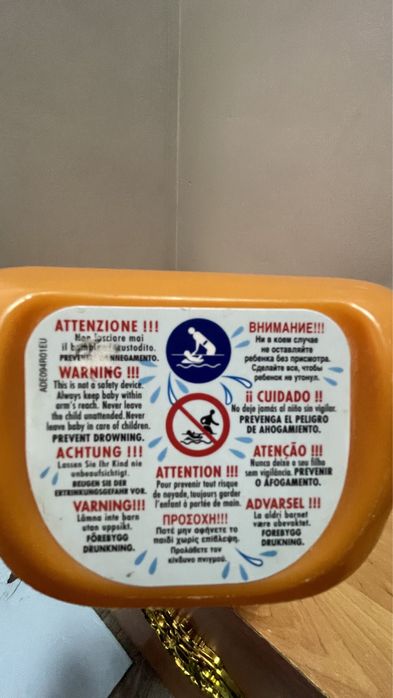 ADE094R01EU
ATTENZIONE !!!
Non lasciare mai
il bambino incustodito.
PREVENIRE L'ANNEGAMENTO.
WARNING !!!
This is not a safety device.
Always keep baby within
arm's reach. Never leave
the child unattended. Never
leave baby in care of children.
PREVENT DROWNING.
ACHTUNG !!!
Lassen Sie Ihr Kind nie
unbeaufsichtigt.
BEUGEN SIE DER
ERTRINKUNGSGEFAHR VOR.
VARNING!!!
Lämna inte barn
utan uppsikt.
FÖREBYGG
DRUNKNING.
ATTENTION !!!
Pour prevenir tout risque
de noyade, toujours garder
l'enfant à portée de main.
ΠΡΟΣΟΧΗ!!!
Ποτέ μην αφήνετε το
παιδί χωρίς επίβλεψη.
Προλάβετε τον
κίνδυνο πνιγμού.
ВНИМАНИЕ!!!
Ни в коем случае
не оставляйте
ребенка без присмотра.
Сделайте все, чтобы
ребенок не утонул.
¡¡ CUIDADO !!
No deje jamás al niño sin vigilar.
PREVENGA EL PELIGRO
DE AHOGAMIENTO.
ATENÇÃO !!!
Nunca deixe o seu filho
sem vigilância. PREVENIR
O AFOGAMENTO.
ADVARSEL !!!
La aldri barnet
være ubevoktet.
FOREBYGG
DRUKNING.